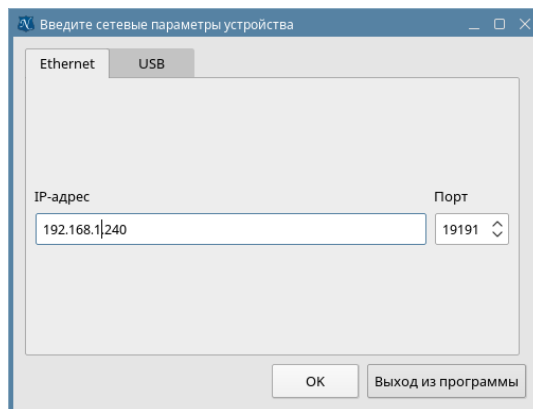 Введите сетевые параметры устройства
Ethernet USB
IP-адрес Порт
192.168.1.240 19191
OK Выход из программы